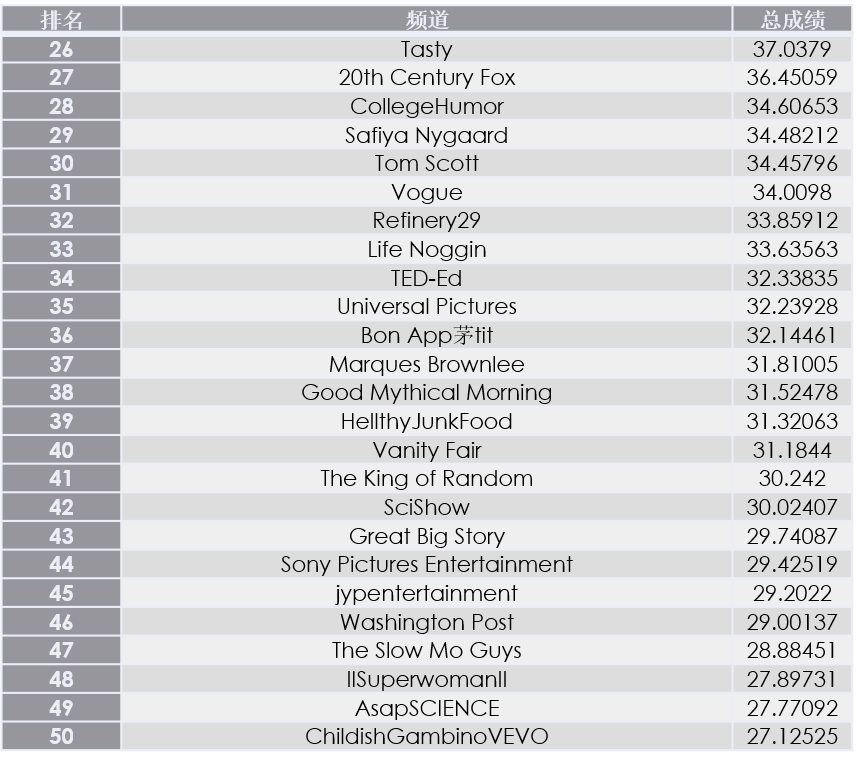 排名 频道 总成绩
26 Tasty 37.0379
27 20th Century Fox 36.45059
28 CollegeHumor 34.60653
29 Safiya Nygaard 34.48212
30 Tom Scott 34.45796
31 Vogue 34.0098
32 Refinery29 33.85912
33 Life Noggin 33.63563
34 TED-Ed 32.33835
35 Universal Pictures 32.23928
36 Bon App茅tit 32.14461
37 Marques Brownlee 31.81005
38 Good Mythical Morning 31.52478
39 HellthyJunkFood 31.32063
40 Vanity Fair 31.1844
41 The King of Random 30.242
42 SciShow 30.02407
43 Great Big Story 29.74087
44 Sony Pictures Entertainment 29.42519
45 jypentertainment 29.2022
46 Washington Post 29.00137
47 The Slow Mo Guys 28.88451
48 IISuperwomanII 27.89731
49 AsapSCIENCE 27.77092
50 ChildishGambinoVEVO 27.12525